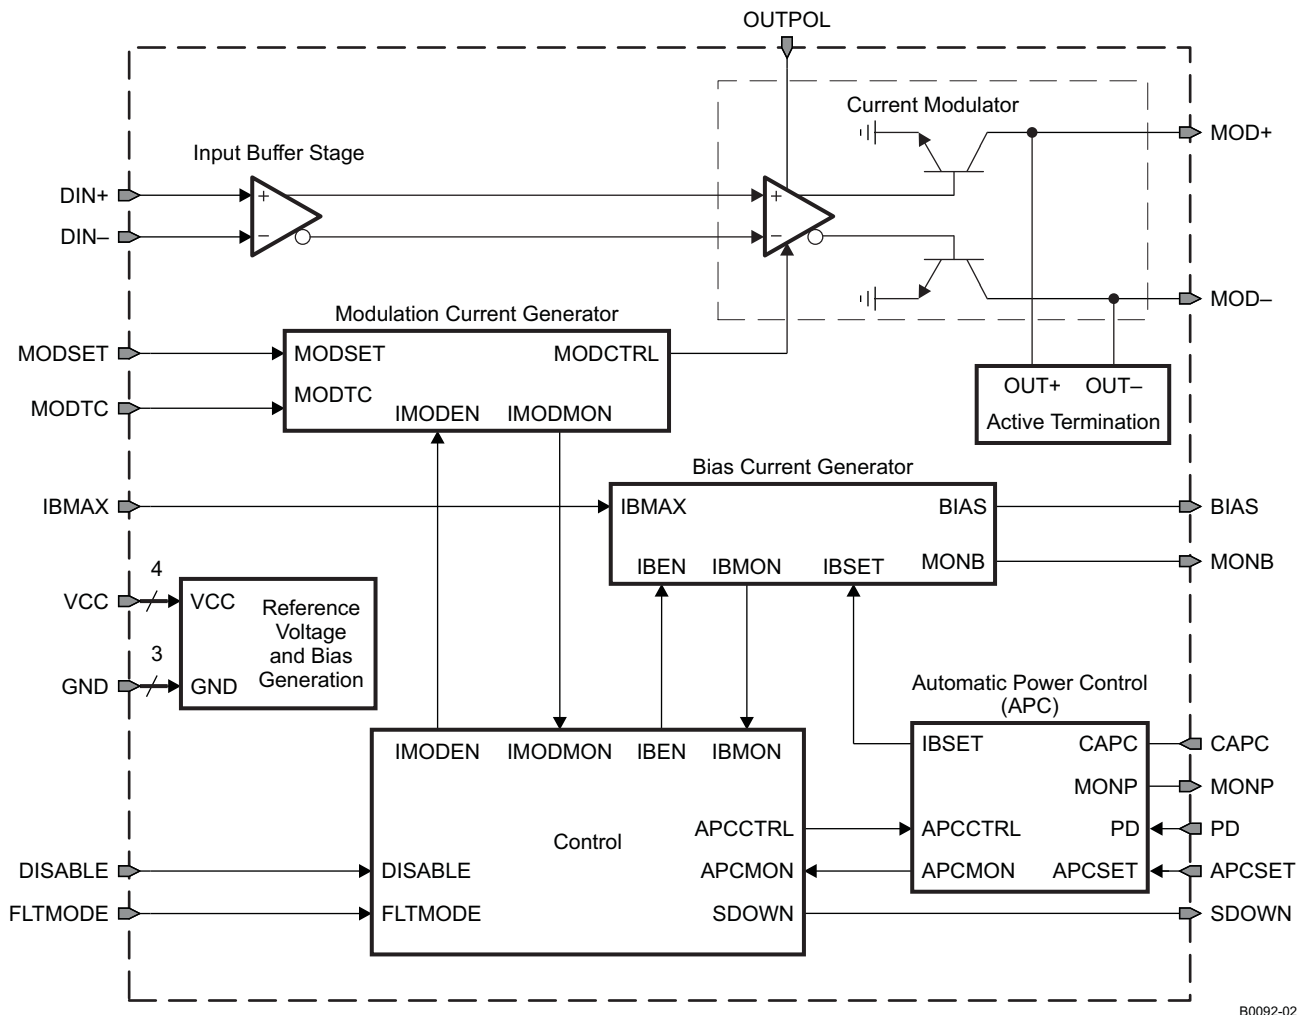 OUTPOL
Current Modulator
MOD+
Input Buffer Stage
DIN+
+
+
DIN–
–
–
MOD–
Modulation Current Generator
MODSET
MODSET
MODCTRL
MODTC
MODTC
IMODEN
IMODMON
OUT+
OUT–
Active Termination
Bias Current Generator
IBMAX
IBMAX
BIAS
BIAS
IBEN
IBMON
IBSET
MONB
MONB
4
VCC
VCC
Reference
Voltage
and Bias
Generation
3
GND
GND
Automatic Power Control
(APC)
IMODEN
IMODMON
IBEN
IBMON
IBSET
CAPC
CAPC
MONP
MONP
Control
APCCTRL
APCCTRL
PD
PD
DISABLE
DISABLE
APCMON
APCMON
APCSET
APCSET
FLTMODE
FLTMODE
SDOWN
SDOWN
B0092-02